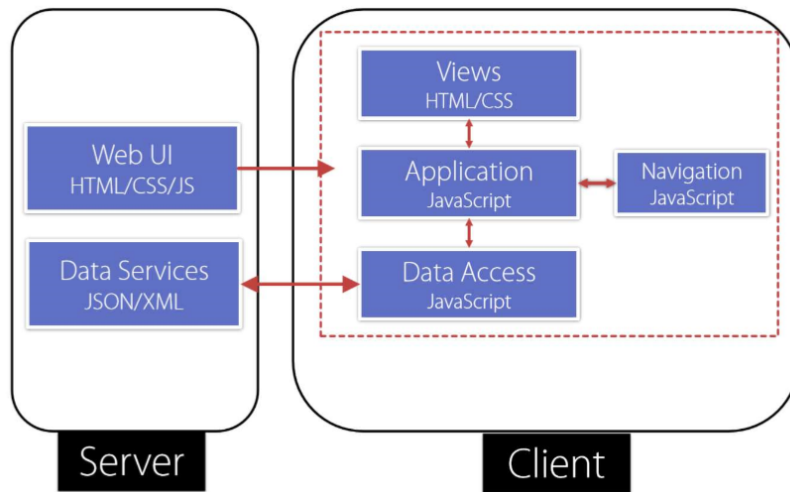 Web UI
HTML/CSS/JS
Data Services
JSON/XML
Server
Views
HTML/CSS
Application
JavaScript
Navigation
JavaScript
Data Access
JavaScript
Client